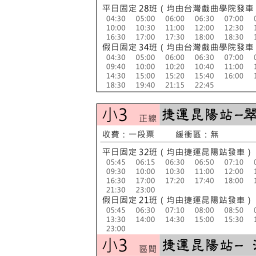 平日固定28班（均由台灣戲曲學院發車
04:30 05:00 06:00 06:30 07:00
10:00 10:30 11:00 12:00 12:30
16:30 17:00 17:30 18:00 18:30
假日固定34班（均由台灣戲曲學院發車
04:30 05:00 06:00 06:30 07:00
09:40 10:00 10:20 10:40 11:00
14:30 15:00 15:20 15:40 16:00
18:30 19:40 21:15 22:45
小3 正線 捷運昆陽站--翠
收費：一段票 緩衝區：無
平日固定32班（均由捷運昆陽站發車）
05:45 06:15 06:30 06:50 07:10
09:30 10:00 10:30 11:00 12:00
16:30 17:00 17:20 17:40 18:00
21:30 23:00
假日固定21班（均由捷運昆陽站發車）
05:45 06:30 07:10 08:00 08:50
13:30 14:00 14:30 15:00 15:30
23:00
小3 區間 捷運昆陽站--